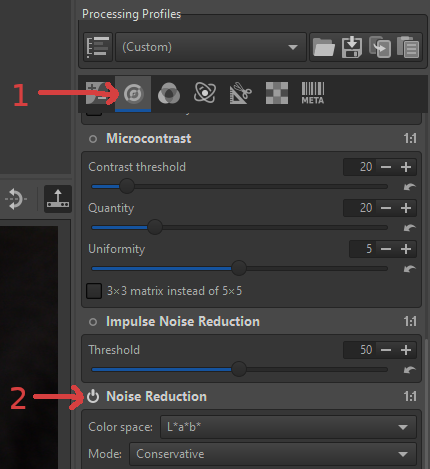 Processing Profiles
(Custom)
1
META
Microcontrast 1:1
Contrast threshold 20
Quantity 20
Uniformity 5
3×3 matrix instead of 5×5
Impulse Noise Reduction 1:1
Threshold 50
2 Noise Reduction 1:1
Color space: L*a*b*
Mode: Conservative